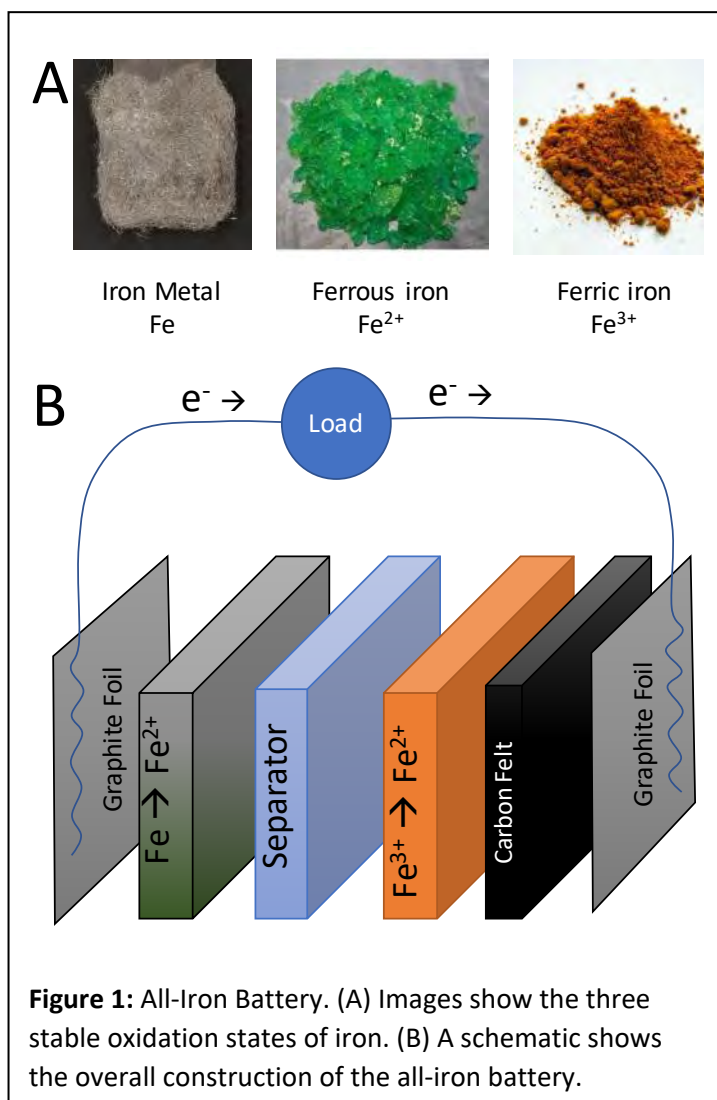 A
Iron Metal
Fe
Ferrous iron
Fe²⁺
Ferric iron
Fe³⁺
B
e⁻ →
Load
e⁻ →
Graphite Foil
Fe → Fe²⁺
Separator
Fe³⁺ → Fe²⁺
Carbon Felt
Graphite Foil
Figure 1: All-Iron Battery. (A) Images show the three
stable oxidation states of iron. (B) A schematic shows
the overall construction of the all-iron battery.